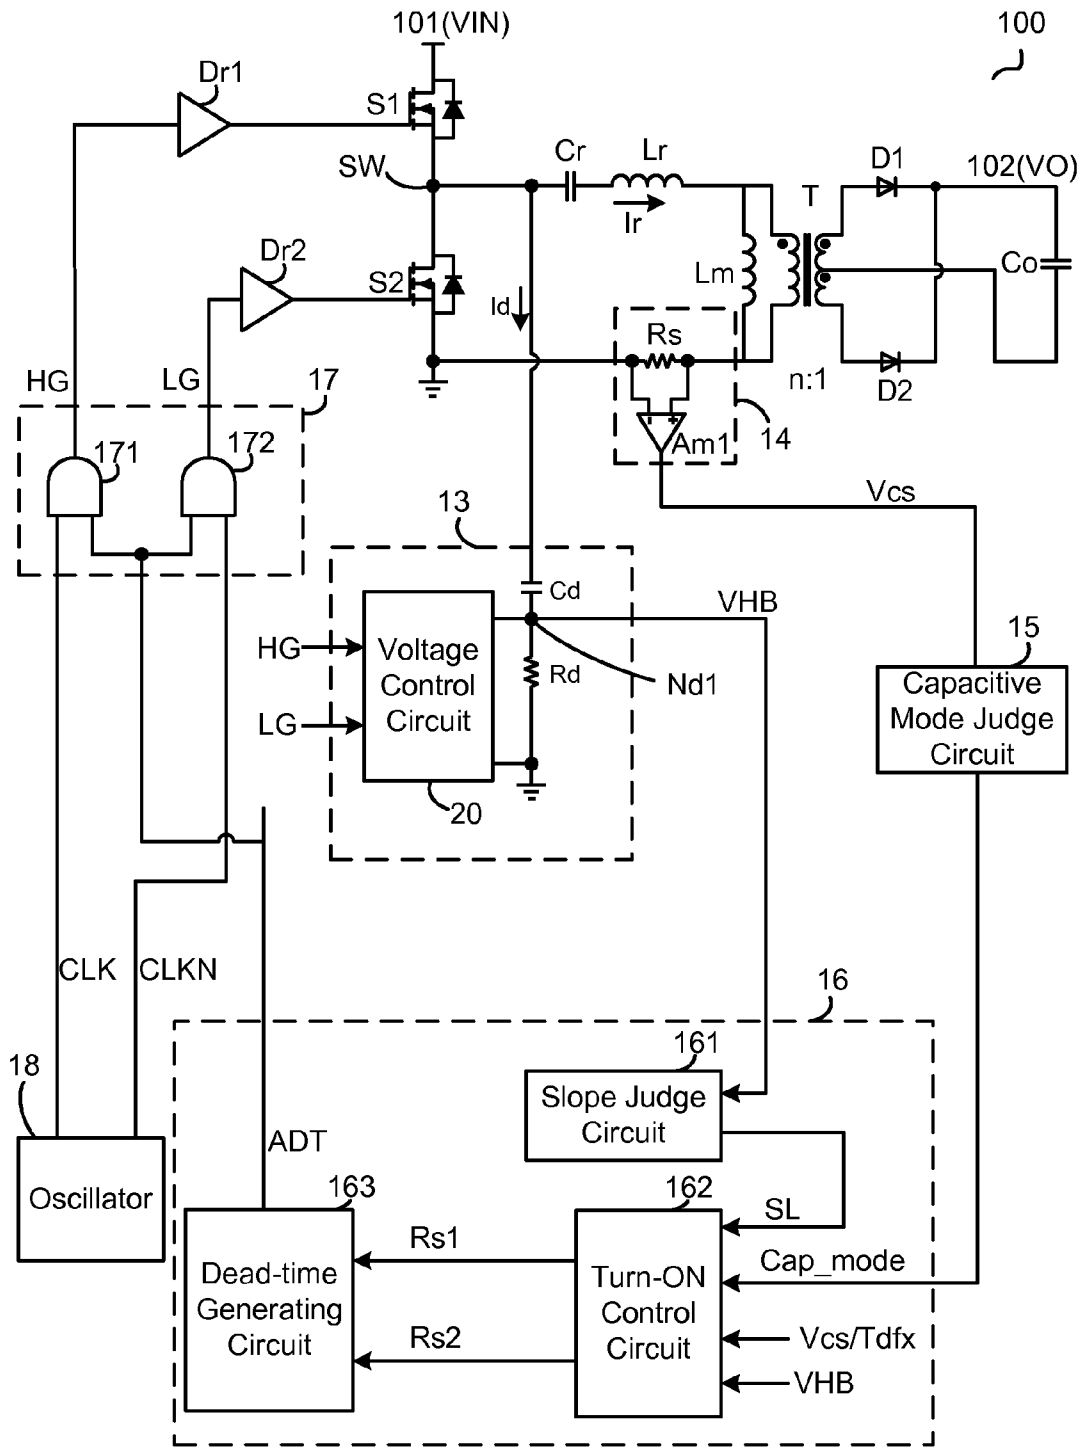 101(VIN)
100
Dr1
S1
SW
Cr
Lr
D1
102(VO)
T
Ir
Dr2
S2
Id
Lm
Co
Rs
n:1
D2
HG
LG
17
171
172
Am1
14
Vcs
13
Cd
VHB
HG
Voltage
Control
Circuit
Rd
Nd1
LG
20
15
Capacitive
Mode Judge
Circuit
CLK
CLKN
16
18
161
Slope Judge
Circuit
ADT
Oscillator
163
162
SL
Rs1
Cap_mode
Dead-time
Generating
Circuit
Turn-ON
Control
Circuit
Rs2
Vcs/Tdfx
VHB